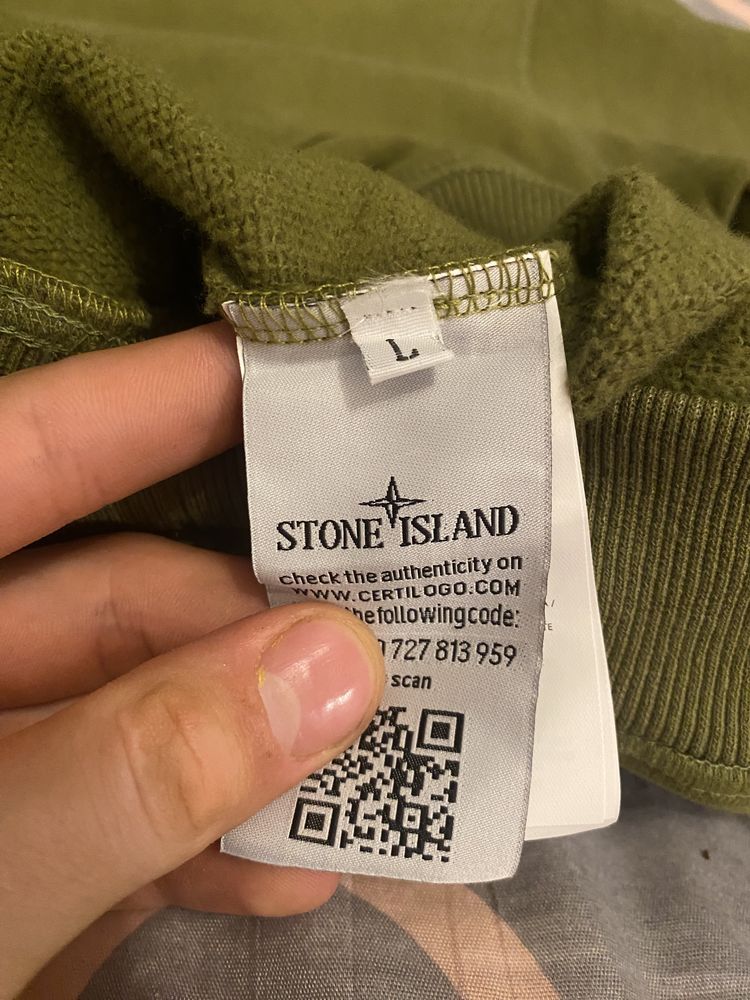 L
STONE ISLAND
check the authenticity on
WWW.CERTILOGO.COM
the following code:
727 813 959
scan